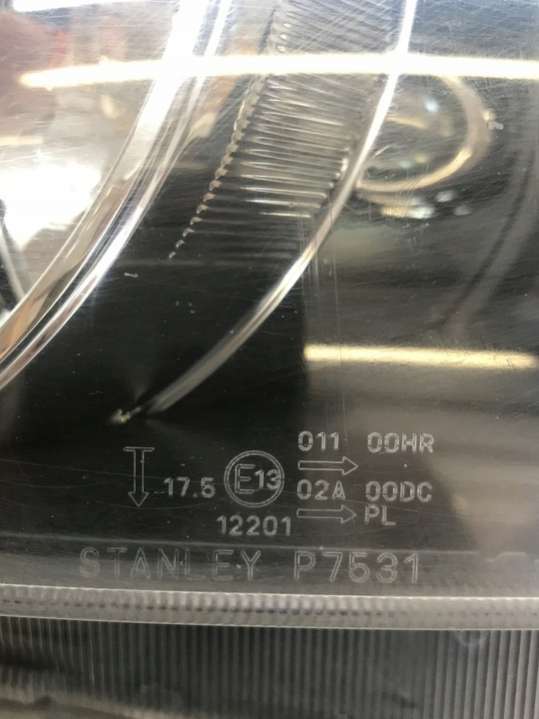 011 00HR
17.5 E13 02A 00DC
12201 PL
STANLEY P7531